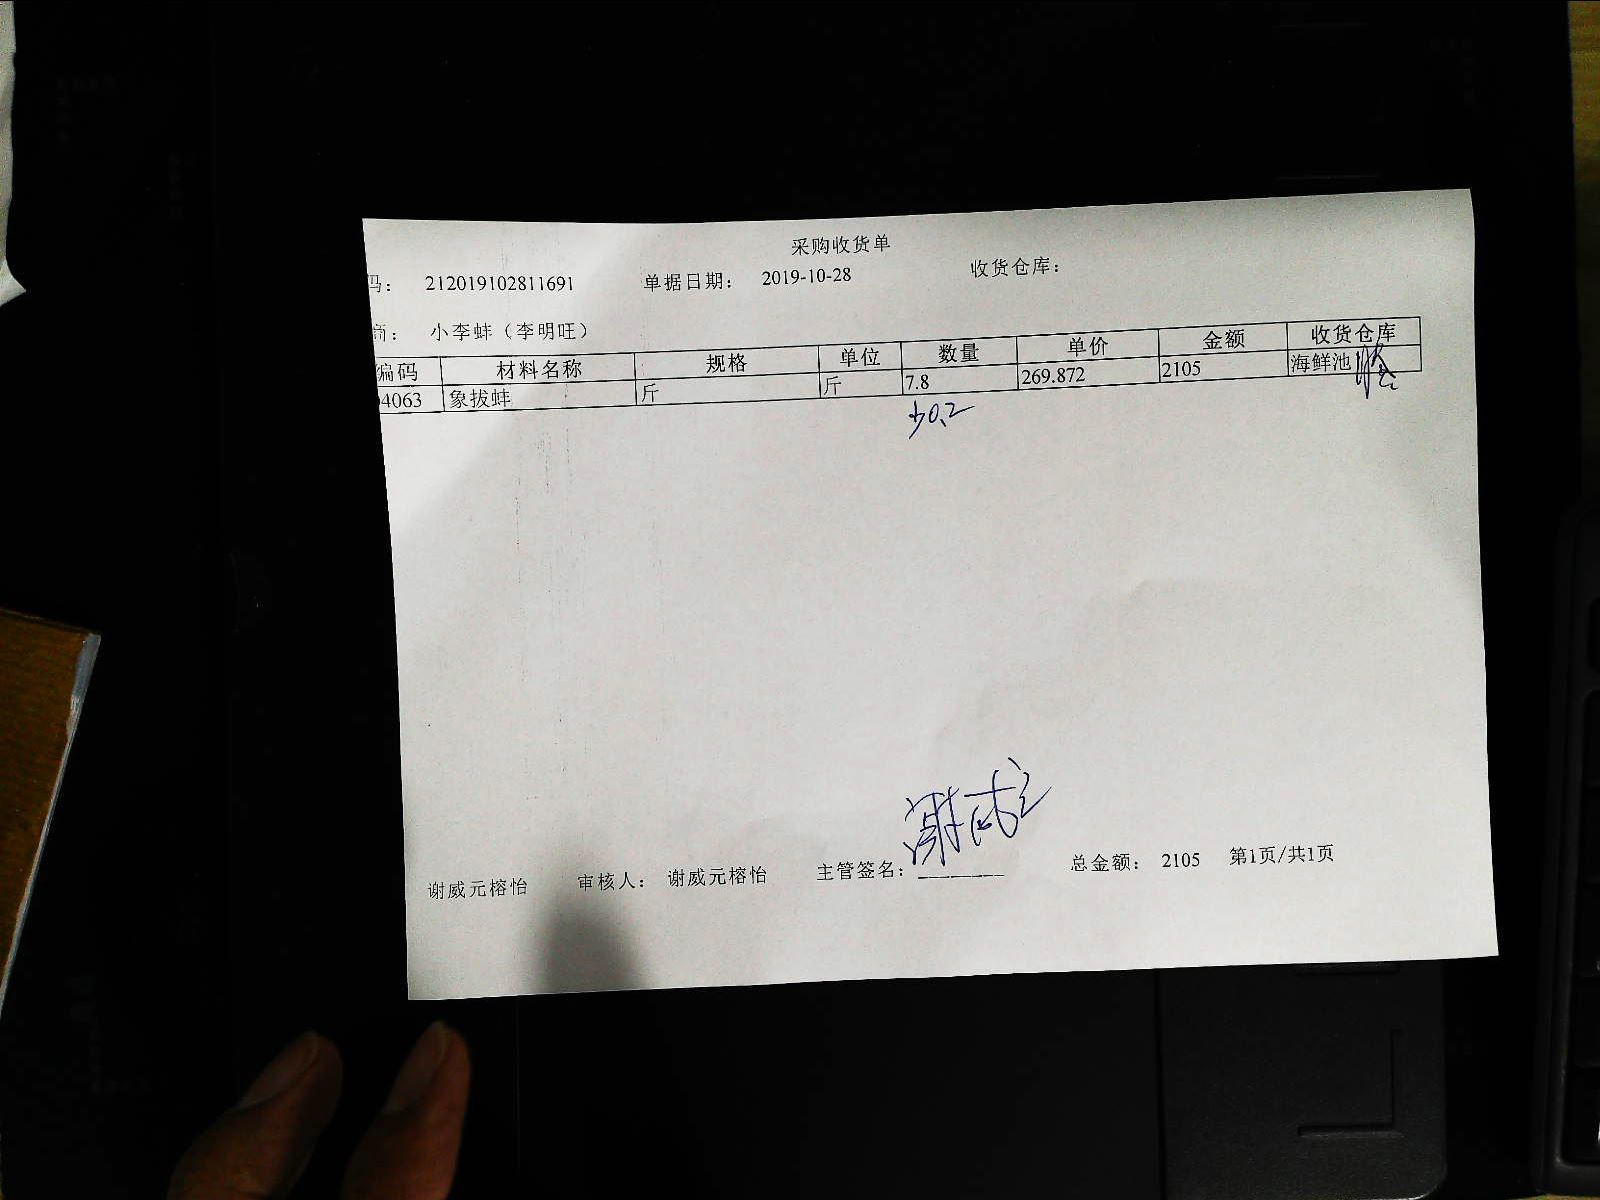 采购收货单
码： 212019102811691 单据日期： 2019-10-28 收货仓库：
商： 小李蚌（李明旺）
编码 材料名称 规格 单位 数量 单价 金额 收货仓库
04063 象拔蚌 斤 斤 7.8 269.872 2105 海鲜池
少0.2
谢威元榕怡 审核人： 谢威元榕怡 主管签名： 总金额： 2105 第1页/共1页